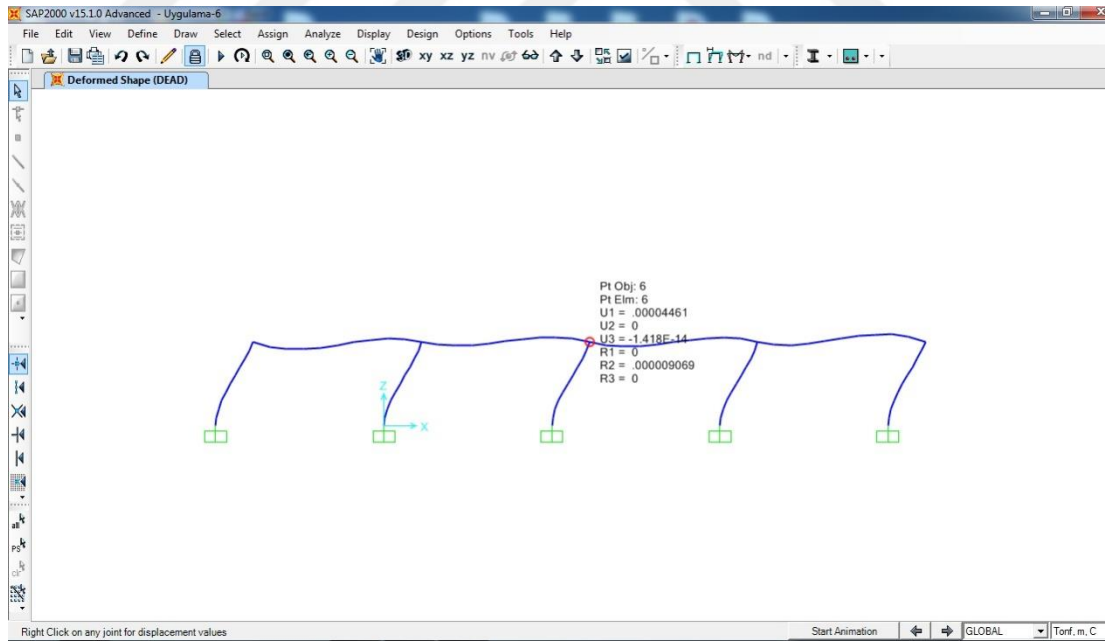 SAP2000 v15.1.0 Advanced - Uygulama-6
File Edit View Define Draw Select Assign Analyze Display Design Options Tools Help
xy xz yz nv nd
Deformed Shape (DEAD)
Pt Obj: 6
Pt Elm: 6
U1 = .00004461
U2 = 0
U3 = -1.418E-14
R1 = 0
R2 = .000009069
R3 = 0
Z
X
all
PS
clr
Right Click on any joint for displacement values
Start Animation
GLOBAL
Tonf, m, C